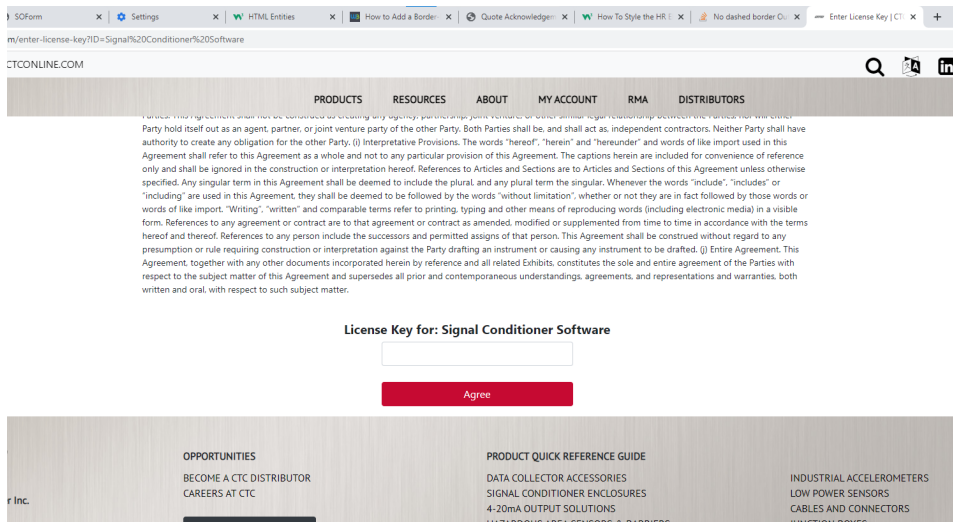 SOForm
Settings
HTML Entities
How to Add a Border-
Quote Acknowledgem
How To Style the HR E
No dashed border Ou
Enter License Key | CT
m/enter-license-key?ID=Signal%20Conditioner%20Software
CTCONLINE.COM
PRODUCTS RESOURCES ABOUT MY ACCOUNT RMA DISTRIBUTORS
Parties. This Agreement shall not be construed as creating any agency, partnership, joint venture, or other similar legal relationship between the Parties, nor will either
Party hold itself out as an agent, partner, or joint venture party of the other Party. Both Parties shall be, and shall act as, independent contractors. Neither Party shall have
authority to create any obligation for the other Party. (i) Interpretative Provisions. The words "hereof", "herein" and "hereunder" and words of like import used in this
Agreement shall refer to this Agreement as a whole and not to any particular provision of this Agreement. The captions herein are included for convenience of reference
only and shall be ignored in the construction or interpretation hereof. References to Articles and Sections are to Articles and Sections of this Agreement unless otherwise
specified. Any singular term in this Agreement shall be deemed to include the plural, and any plural term the singular. Whenever the words "include", "includes" or
"including" are used in this Agreement, they shall be deemed to be followed by the words "without limitation", whether or not they are in fact followed by those words or
words of like import. "Writing", "written" and comparable terms refer to printing, typing and other means of reproducing words (including electronic media) in a visible
form. References to any agreement or contract are to that agreement or contract as amended, modified or supplemented from time to time in accordance with the terms
hereof and thereof. References to any person include the successors and permitted assigns of that person. This Agreement shall be construed without regard to any
presumption or rule requiring construction or interpretation against the Party drafting an instrument or causing any instrument to be drafted. (j) Entire Agreement. This
Agreement, together with any other documents incorporated herein by reference and all related Exhibits, constitutes the sole and entire agreement of the Parties with
respect to the subject matter of this Agreement and supersedes all prior and contemporaneous understandings, agreements, and representations and warranties, both
written and oral, with respect to such subject matter.
License Key for: Signal Conditioner Software
Agree
OPPORTUNITIES
BECOME A CTC DISTRIBUTOR
CAREERS AT CTC
r Inc.
PRODUCT QUICK REFERENCE GUIDE
DATA COLLECTOR ACCESSORIES
SIGNAL CONDITIONER ENCLOSURES
4-20mA OUTPUT SOLUTIONS
HAZARDOUS AREA SENSORS & BARRIERS
INDUSTRIAL ACCELEROMETERS
LOW POWER SENSORS
CABLES AND CONNECTORS
JUNCTION BOXES